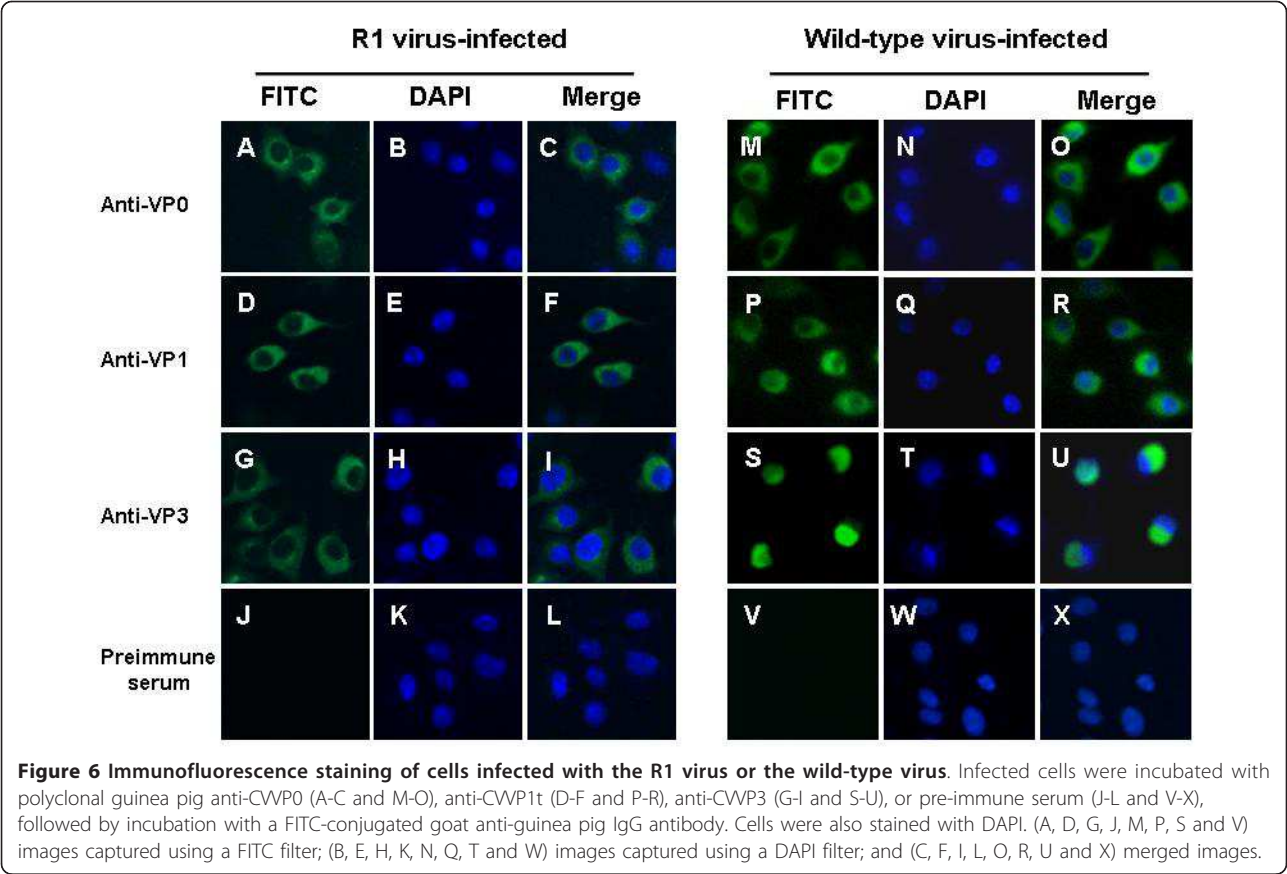 R1 virus-infected
Wild-type virus-infected
FITC
DAPI
Merge
FITC
DAPI
Merge
Anti-VP0
A
B
C
M
N
O
Anti-VP1
D
E
F
P
Q
R
Anti-VP3
G
H
I
S
T
U
Preimmune
serum
J
K
L
V
W
X
Figure 6 Immunofluorescence staining of cells infected with the R1 virus or the wild-type virus. Infected cells were incubated with
polyclonal guinea pig anti-CVVP0 (A-C and M-O), anti-CVVP1t (D-F and P-R), anti-CVVP3 (G-I and S-U), or pre-immune serum (J-L and V-X),
followed by incubation with a FITC-conjugated goat anti-guinea pig IgG antibody. Cells were also stained with DAPI. (A, D, G, J, M, P, S and V)
images captured using a FITC filter; (B, E, H, K, N, Q, T and W) images captured using a DAPI filter; and (C, F, I, L, O, R, U and X) merged images.